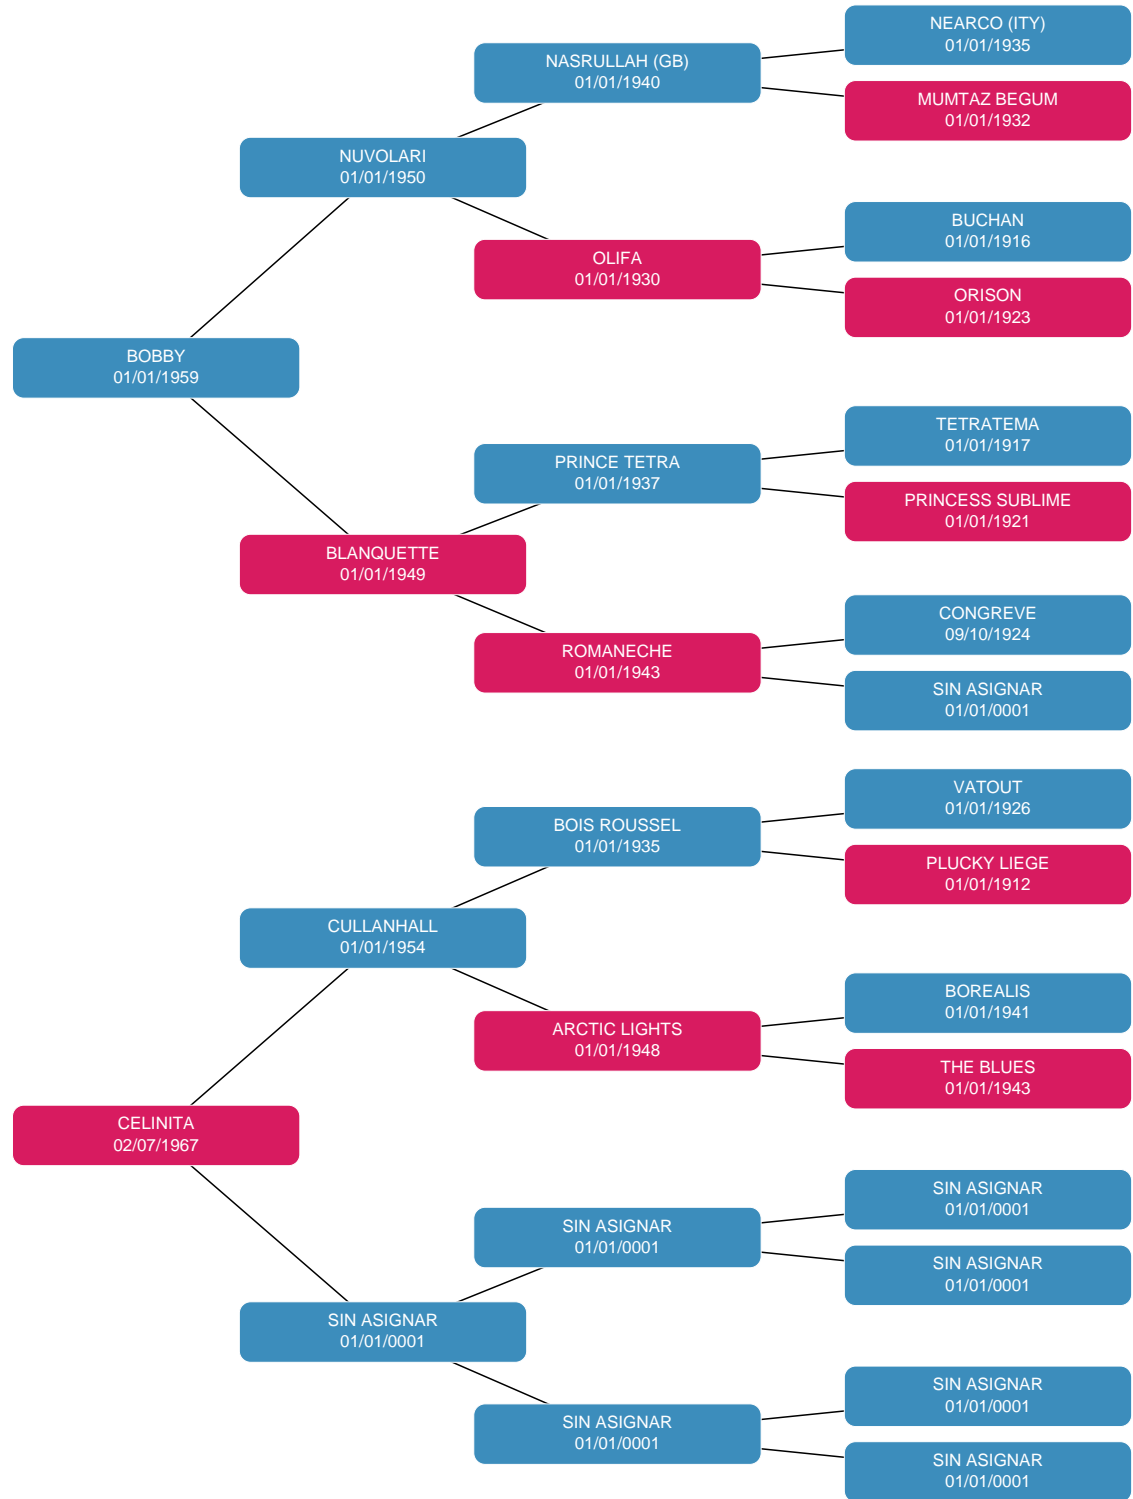 NEARCO (ITY)
01/01/1935
NASRULLAH (GB)
01/01/1940
MUMTAZ BEGUM
01/01/1932
NUVOLARI
01/01/1950
BUCHAN
01/01/1916
OLIFA
01/01/1930
ORISON
01/01/1923
BOBBY
01/01/1959
TETRATEMA
01/01/1917
PRINCE TETRA
01/01/1937
PRINCESS SUBLIME
01/01/1921
BLANQUETTE
01/01/1949
CONGREVE
09/10/1924
ROMANECHE
01/01/1943
SIN ASIGNAR
01/01/0001
VATOUT
01/01/1926
BOIS ROUSSEL
01/01/1935
PLUCKY LIEGE
01/01/1912
CULLANHALL
01/01/1954
BOREALIS
01/01/1941
ARCTIC LIGHTS
01/01/1948
THE BLUES
01/01/1943
CELINITA
02/07/1967
SIN ASIGNAR
01/01/0001
SIN ASIGNAR
01/01/0001
SIN ASIGNAR
01/01/0001
SIN ASIGNAR
01/01/0001
SIN ASIGNAR
01/01/0001
SIN ASIGNAR
01/01/0001
SIN ASIGNAR
01/01/0001